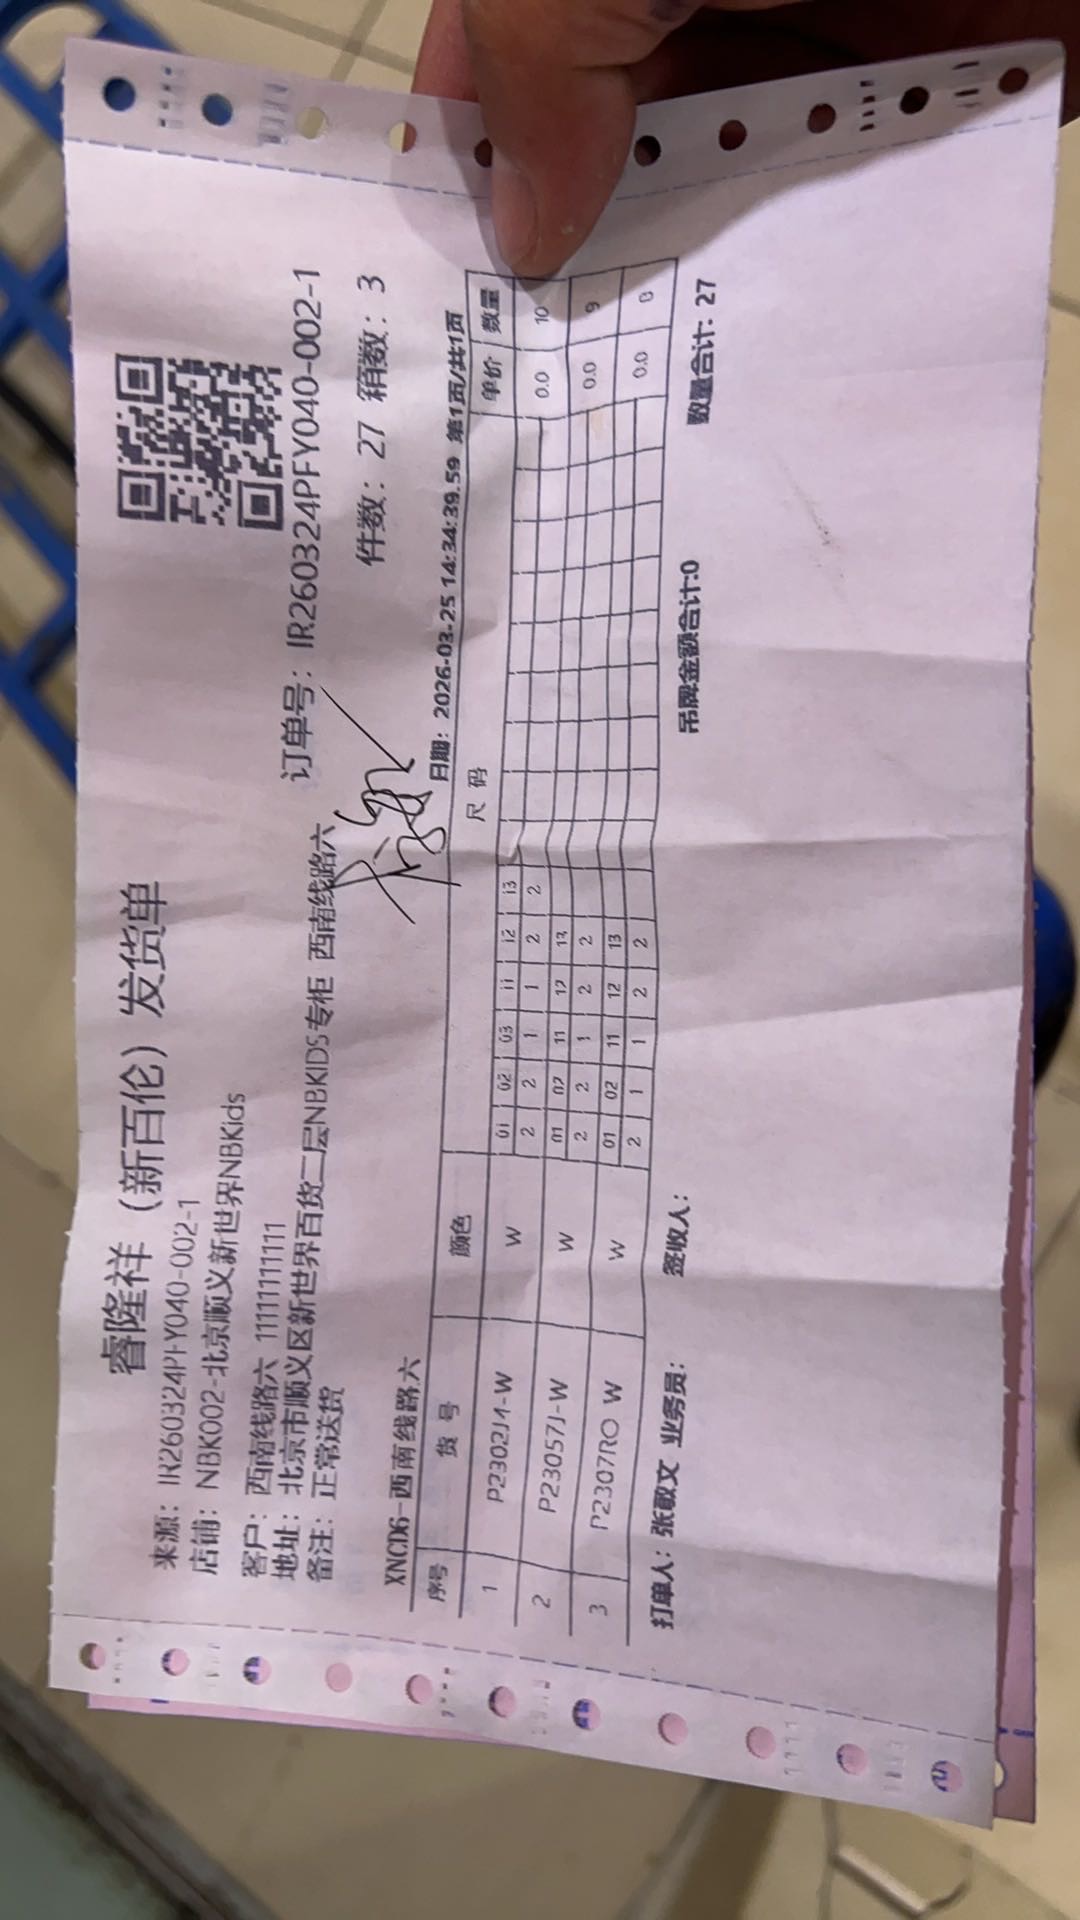 睿隆祥（新百伦）发货单
来源：IR260324PFY040-002-1
店铺：NBK002-北京顺义新世界NBKids
客户：西南线路六 11111111111 订单号：IR260324PFY040-002-1
地址：北京市顺义区新世界百货二层NBKIDS专柜 西南线路六
备注：正常送货 件数：27 箱数：3
XNCD6-西南线路六 日期：2026-03-25 14:34:39.59 第1页/共1页
序号 货号 颜色 尺码 单价 数量
01 02 03 11 12 13
1 P2302J4-W W 2 2 1 1 2 2 0.0 10
01 02 11 12 13
2 P23057J-W W 2 2 1 2 2 0.0 9
01 02 11 12 13
3 P2307RO W W 2 1 1 2 2 0.0 8
打单人：张敬文 业务员： 签收人： 吊牌金额合计:0 数量合计：27